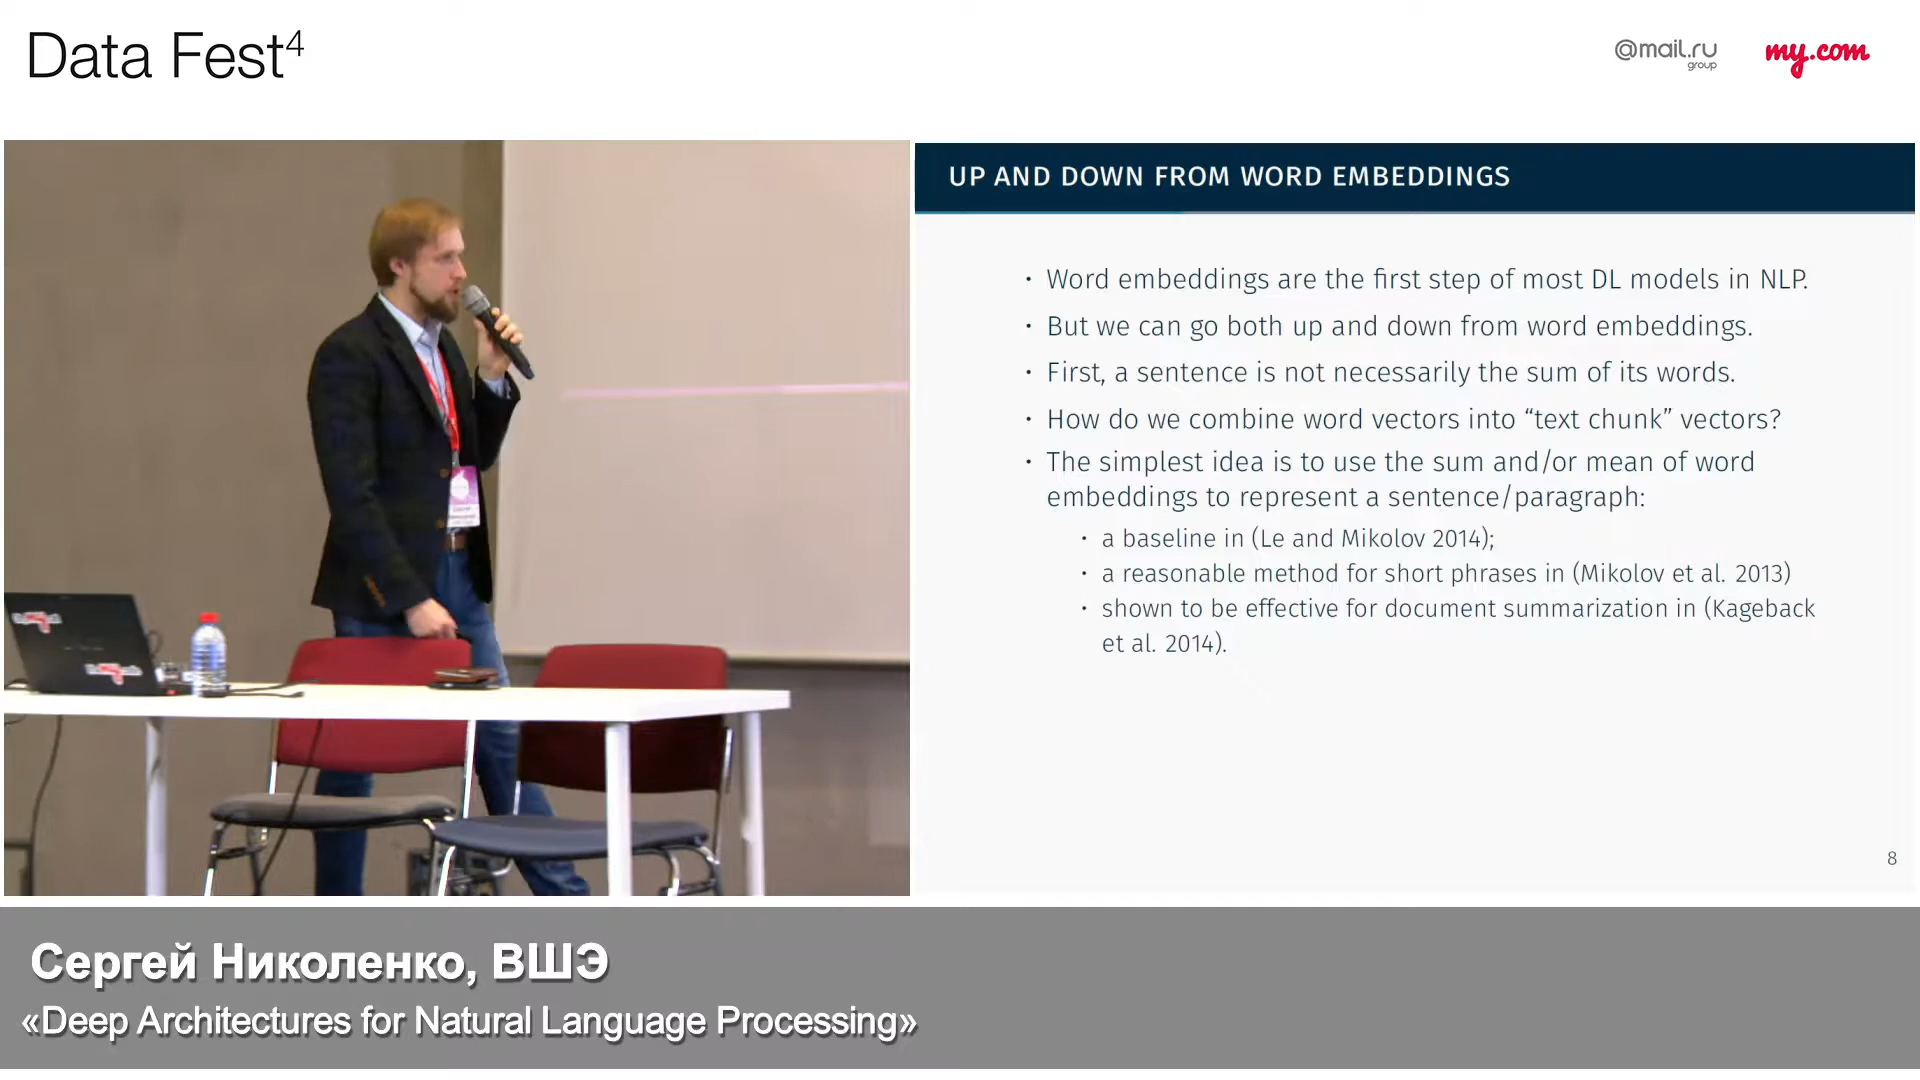 Data Fest⁴
@mail.ru
group
my.com
UP AND DOWN FROM WORD EMBEDDINGS
· Word embeddings are the first step of most DL models in NLP.
· But we can go both up and down from word embeddings.
· First, a sentence is not necessarily the sum of its words.
· How do we combine word vectors into “text chunk” vectors?
· The simplest idea is to use the sum and/or mean of word
embeddings to represent a sentence/paragraph:
· a baseline in (Le and Mikolov 2014);
· a reasonable method for short phrases in (Mikolov et al. 2013)
· shown to be effective for document summarization in (Kageback
et al. 2014).
8
Сергей Николенко, ВШЭ
«Deep Architectures for Natural Language Processing»